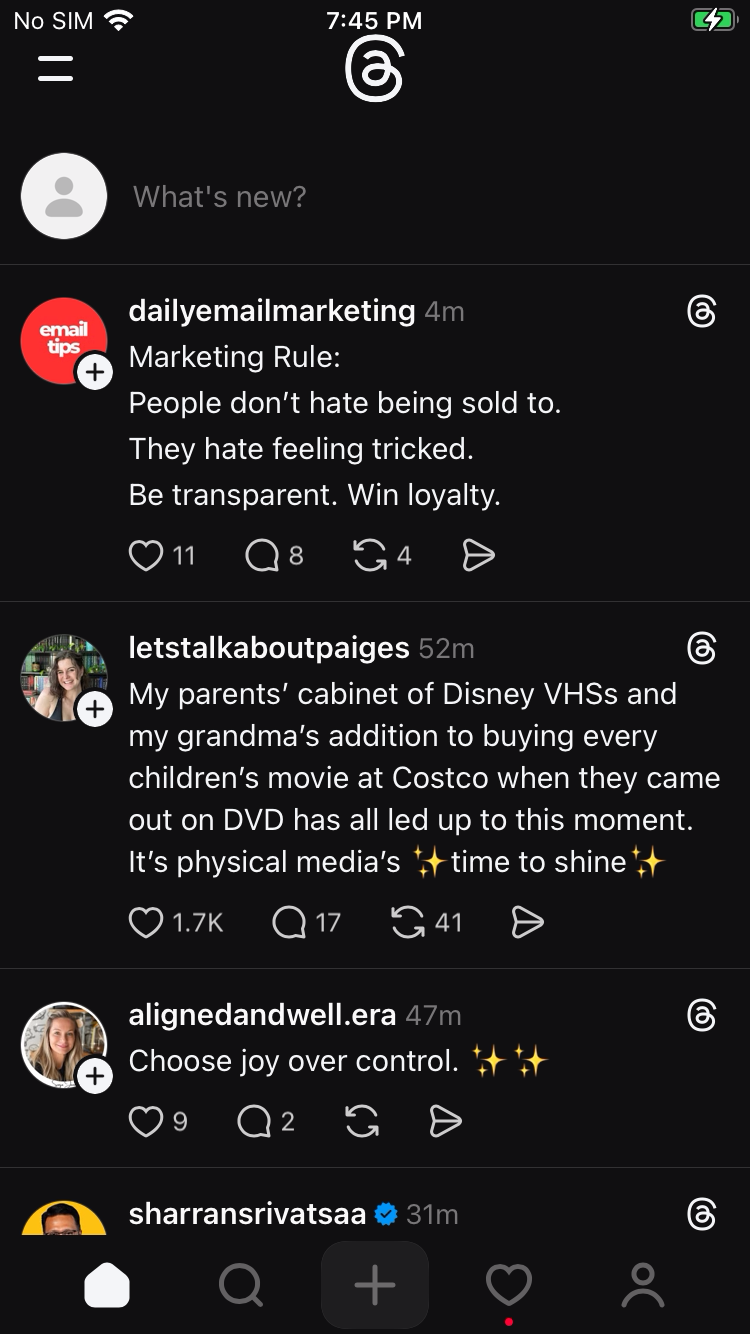 No SIM 7:45 PM
What's new?
email
tips
dailyemailmarketing 4m
Marketing Rule:
People don’t hate being sold to.
They hate feeling tricked.
Be transparent. Win loyalty.
11 8 4
letstalkaboutpaiges 52m
My parents’ cabinet of Disney VHSs and
my grandma’s addition to buying every
children’s movie at Costco when they came
out on DVD has all led up to this moment.
It’s physical media’s ✨time to shine✨
1.7K 17 41
alignedandwell.era 47m
Choose joy over control. ✨✨
9 2
sharransrivatsaa 31m